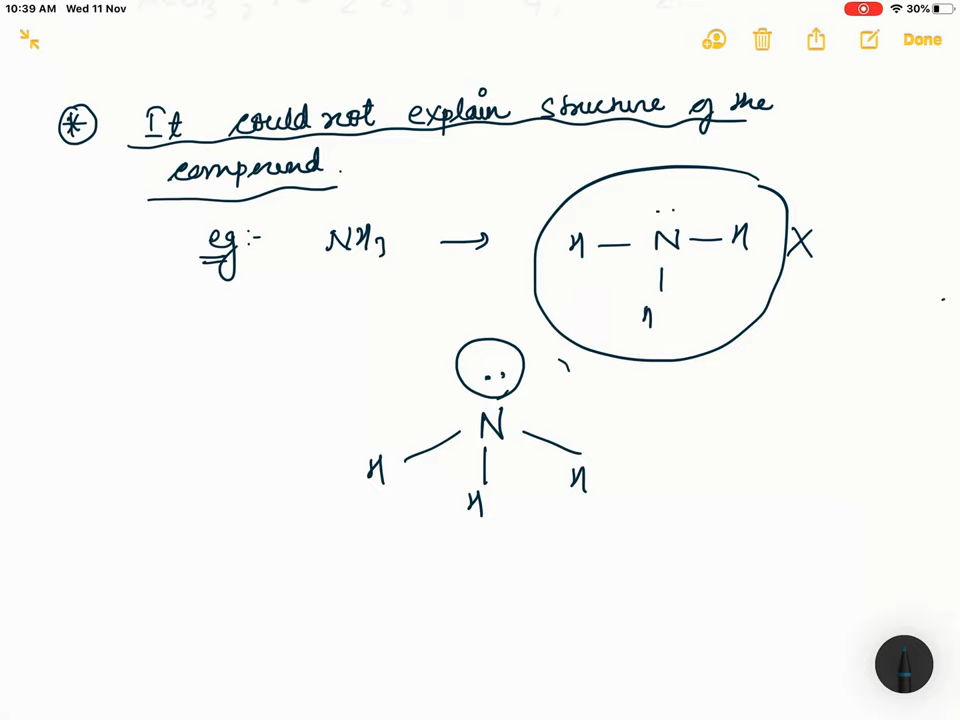 10:39 AM Wed 11 Nov
30%
Done
It could not explain structure of the
compound.
eg:- NH3 → H — N — H X
H
N
H H H